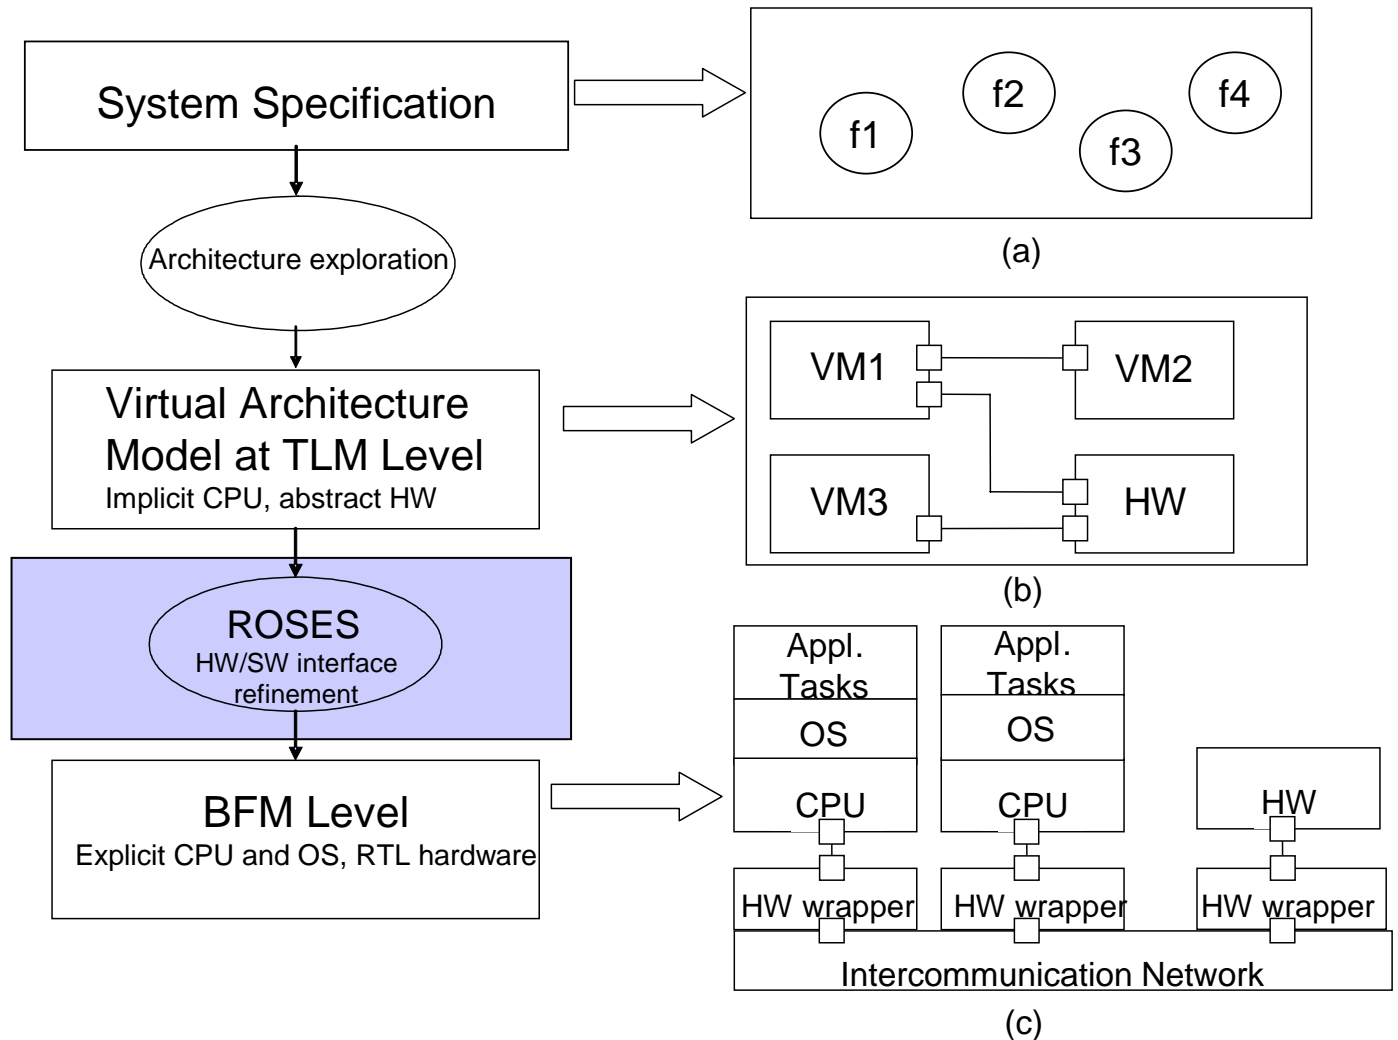 System Specification
f1
f2
f3
f4
(a)
Architecture exploration
Virtual Architecture
Model at TLM Level
Implicit CPU, abstract HW
VM1
VM2
VM3
HW
(b)
ROSES
HW/SW interface
refinement
BFM Level
Explicit CPU and OS, RTL hardware
Appl.
Tasks
OS
CPU
Appl.
Tasks
OS
CPU
HW
HW wrapper
HW wrapper
HW wrapper
Intercommunication Network
(c)